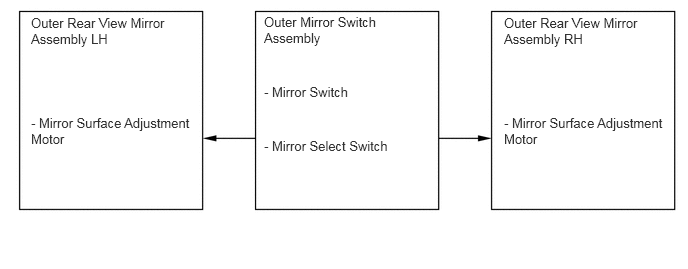 Outer Rear View Mirror
Assembly LH
- Mirror Surface Adjustment
Motor
Outer Mirror Switch
Assembly
- Mirror Switch
- Mirror Select Switch
Outer Rear View Mirror
Assembly RH
- Mirror Surface Adjustment
Motor